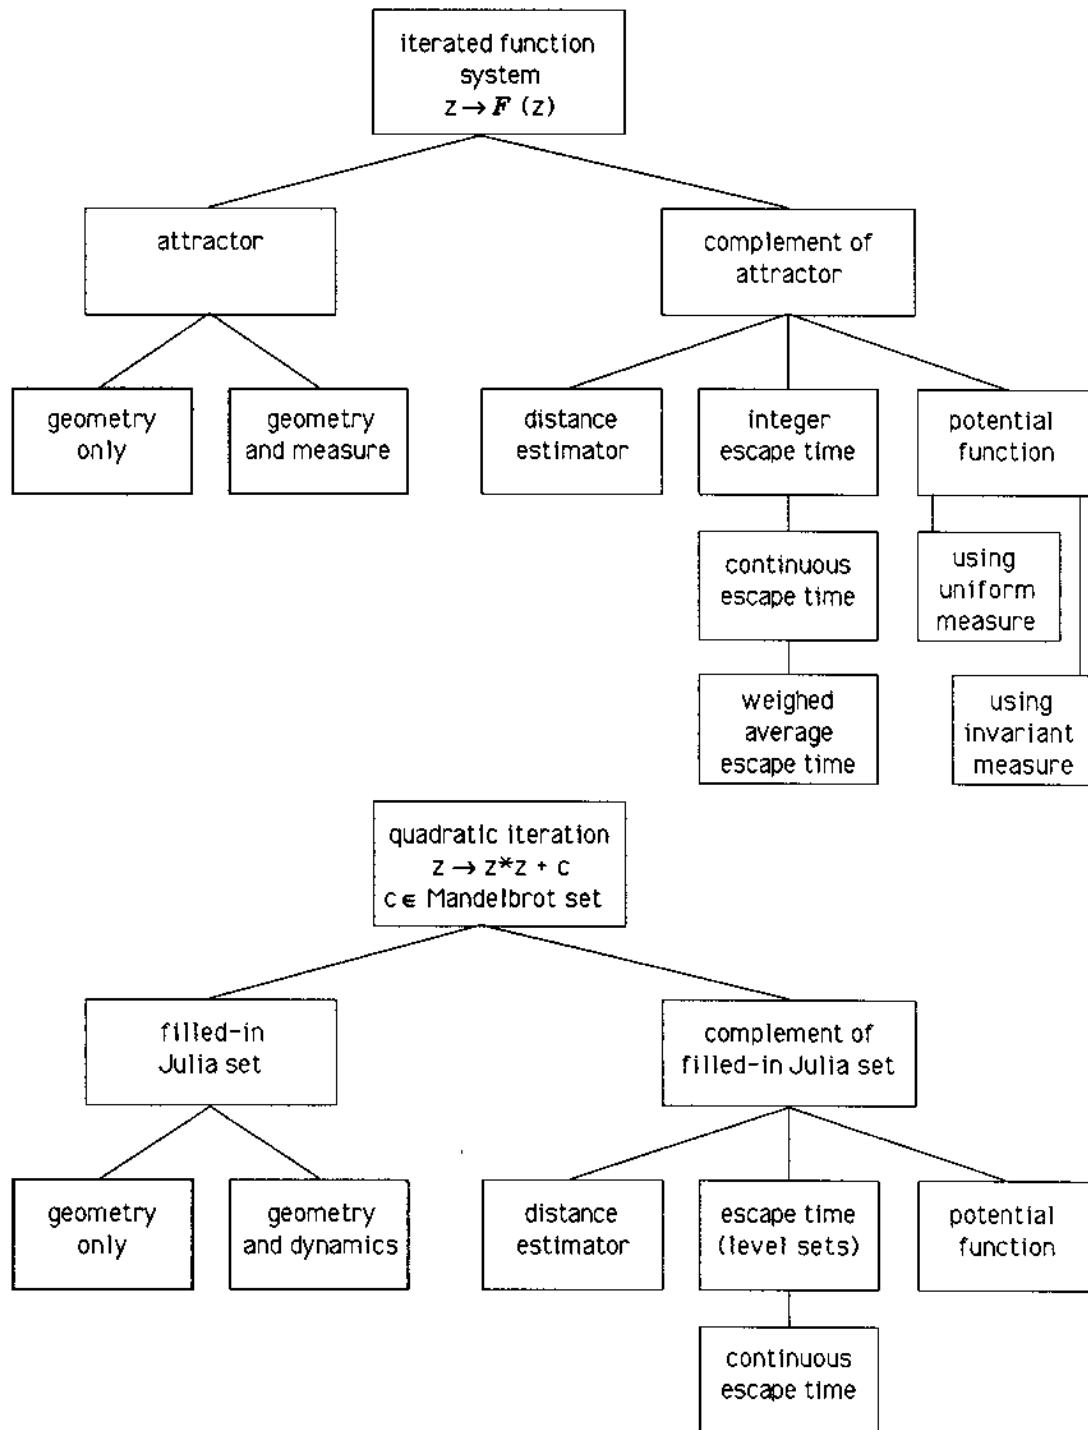 iterated function
system
z → F (z)
attractor
complement of
attractor
geometry
only
geometry
and measure
distance
estimator
integer
escape time
potential
function
continuous
escape time
using
uniform
measure
weighed
average
escape time
using
invariant
measure
quadratic iteration
z → z*z + c
c ∈ Mandelbrot set
filled-in
Julia set
complement of
filled-in Julia set
geometry
only
geometry
and dynamics
distance
estimator
escape time
(level sets)
potential
function
continuous
escape time